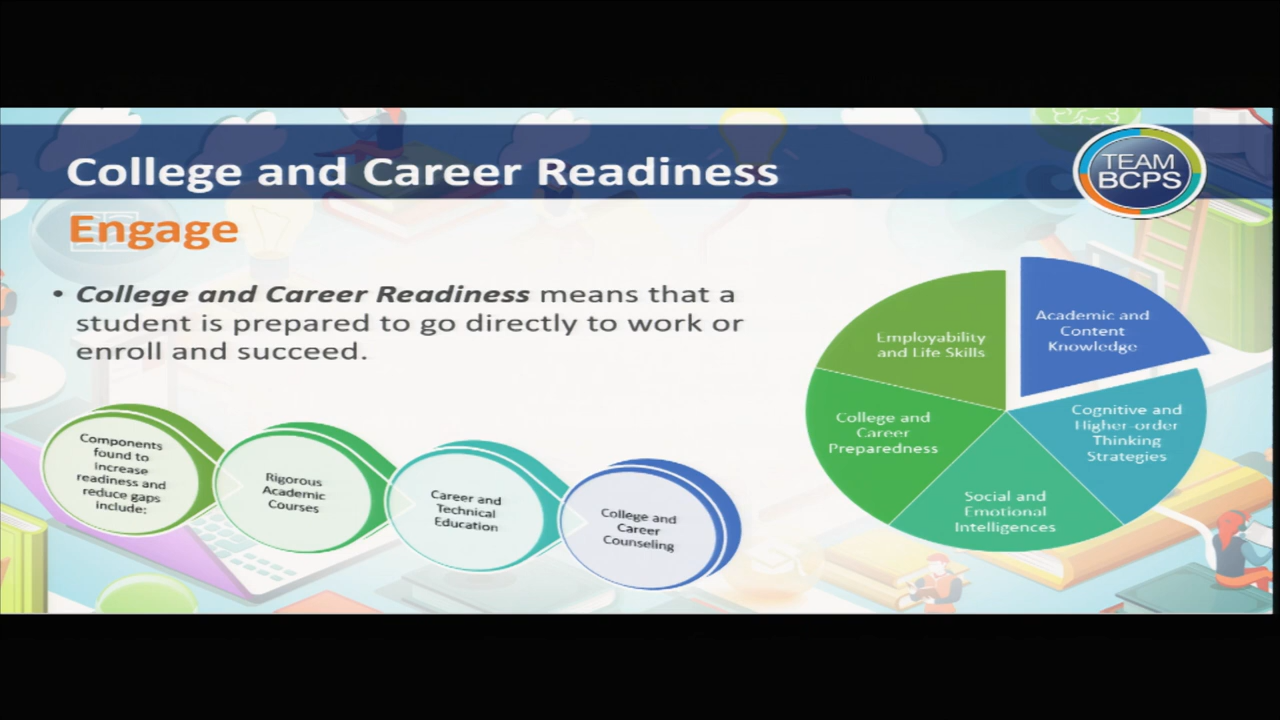 College and Career Readiness
TEAM
BCPS
Engage
• College and Career Readiness means that a
student is prepared to go directly to work or
enroll and succeed.
Components
found to
increase
readiness and
reduce gaps
include:
Rigorous
Academic
Courses
Career and
Technical
Education
College and
Career
Counseling
Academic and
Content
Knowledge
Cognitive and
Higher-order
Thinking
Strategies
Social and
Emotional
Intelligences
College and
Career
Preparedness
Employability
and Life Skills